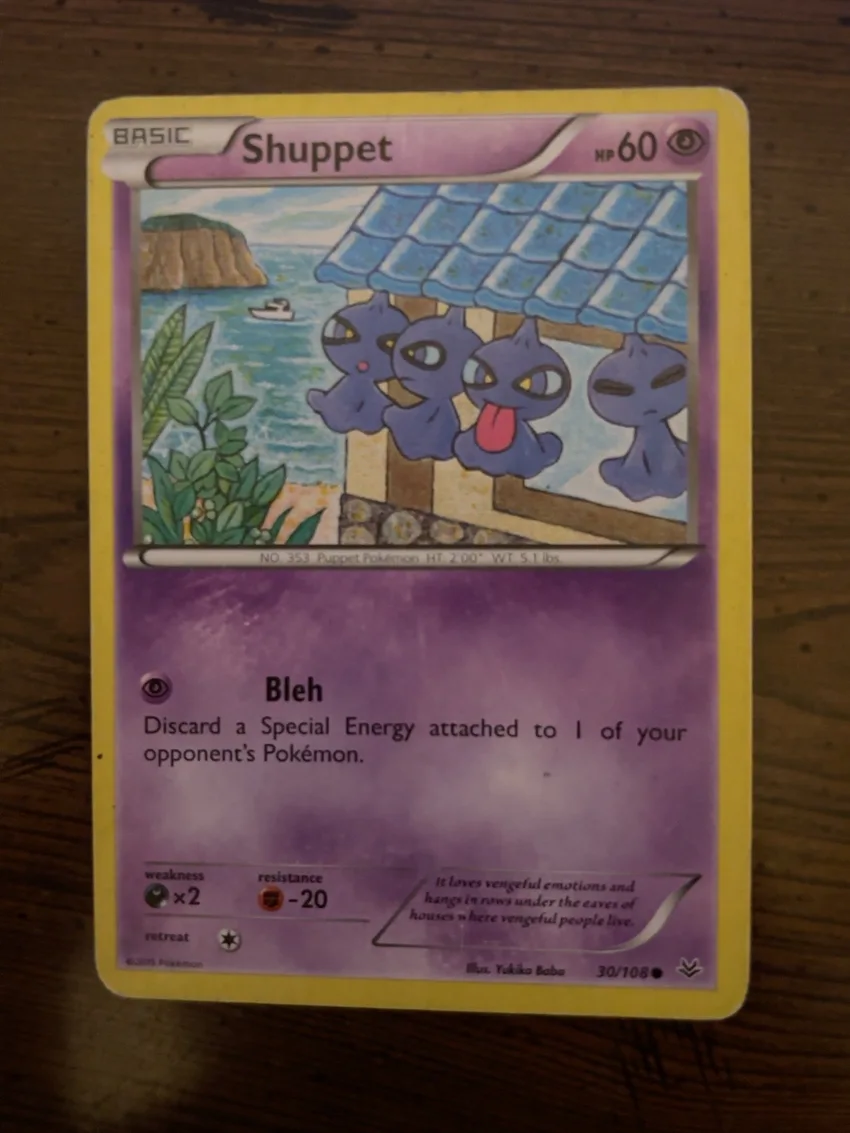 BASIC Shuppet HP60
NO. 353 Puppet Pokémon HT: 2'00" WT: 5.1 lbs.
Bleh
Discard a Special Energy attached to 1 of your
opponent's Pokémon.
weakness resistance
×2 -20
retreat
It loves vengeful emotions and
hangs in rows under the eaves of
houses where vengeful people live.
©2015 Pokémon
Illus. Yukiko Baba 30/108